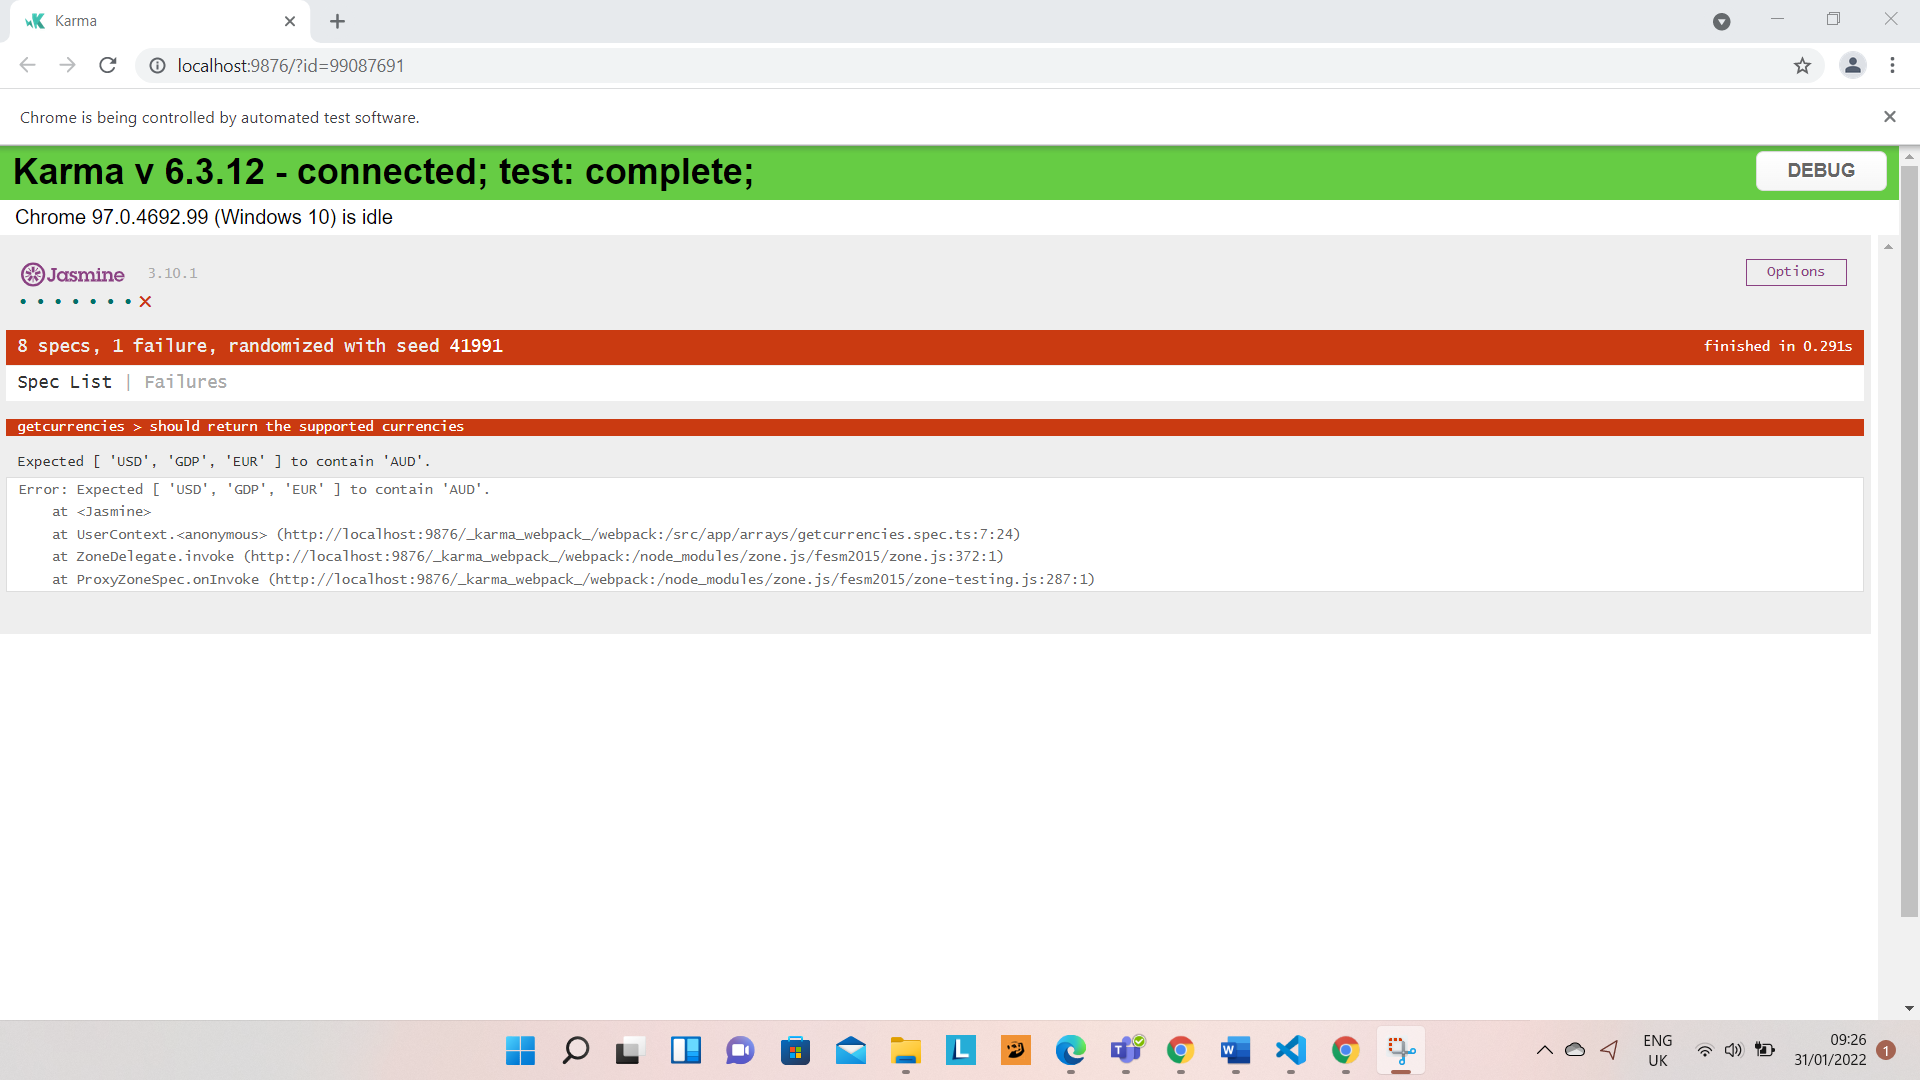 Karma
localhost:9876/?id=99087691
Chrome is being controlled by automated test software.
Karma v 6.3.12 - connected; test: complete;
DEBUG
Chrome 97.0.4692.99 (Windows 10) is idle
Jasmine 3.10.1
Options
8 specs, 1 failure, randomized with seed 41991
finished in 0.291s
Spec List | Failures
getcurrencies > should return the supported currencies
Expected [ 'USD', 'GDP', 'EUR' ] to contain 'AUD'.
Error: Expected [ 'USD', 'GDP', 'EUR' ] to contain 'AUD'.
at <Jasmine>
at UserContext.<anonymous> (http://localhost:9876/_karma_webpack_/webpack:/src/app/arrays/getcurrencies.spec.ts:7:24)
at ZoneDelegate.invoke (http://localhost:9876/_karma_webpack_/webpack:/node_modules/zone.js/fesm2015/zone.js:372:1)
at ProxyZoneSpec.onInvoke (http://localhost:9876/_karma_webpack_/webpack:/node_modules/zone.js/fesm2015/zone-testing.js:287:1)
L
T
W
ENG
UK
09:26
31/01/2022
1